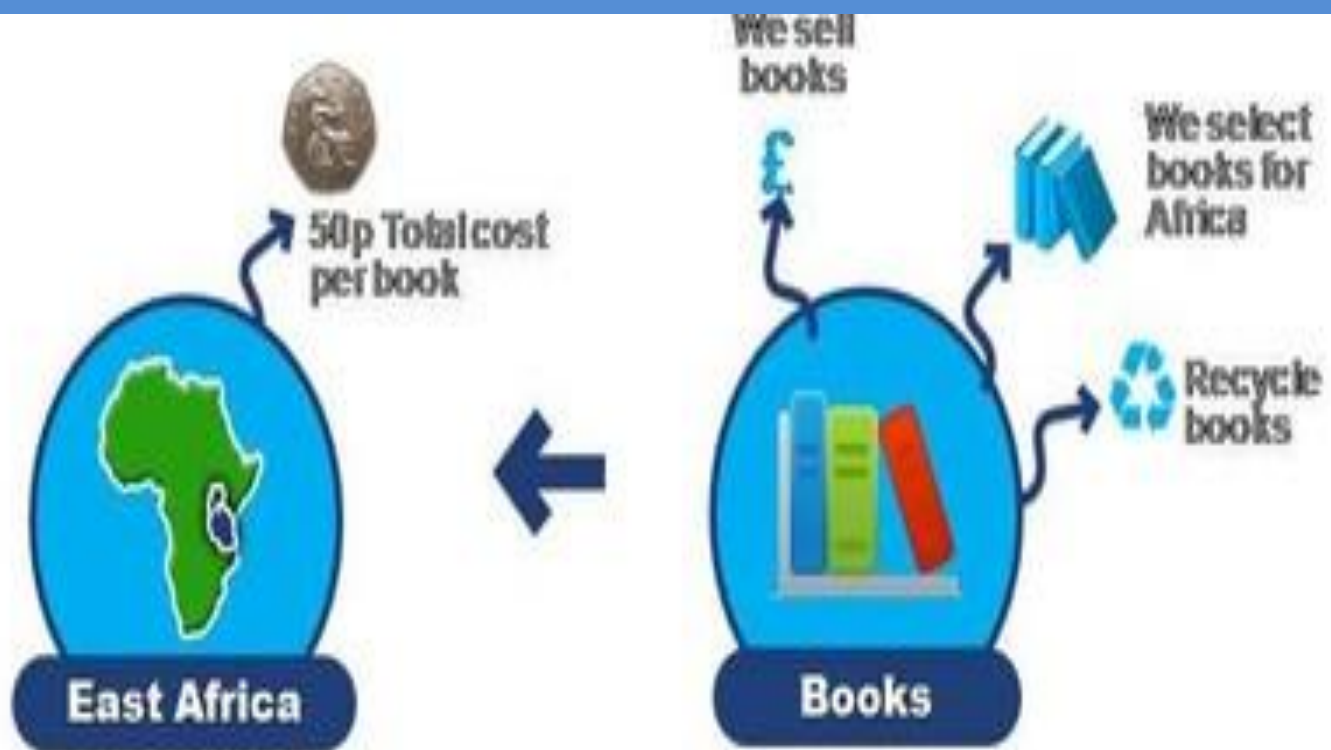 We sell
books
£
We select
books for
Africa
50p Total cost
per book
Recycle
books
East Africa
Books